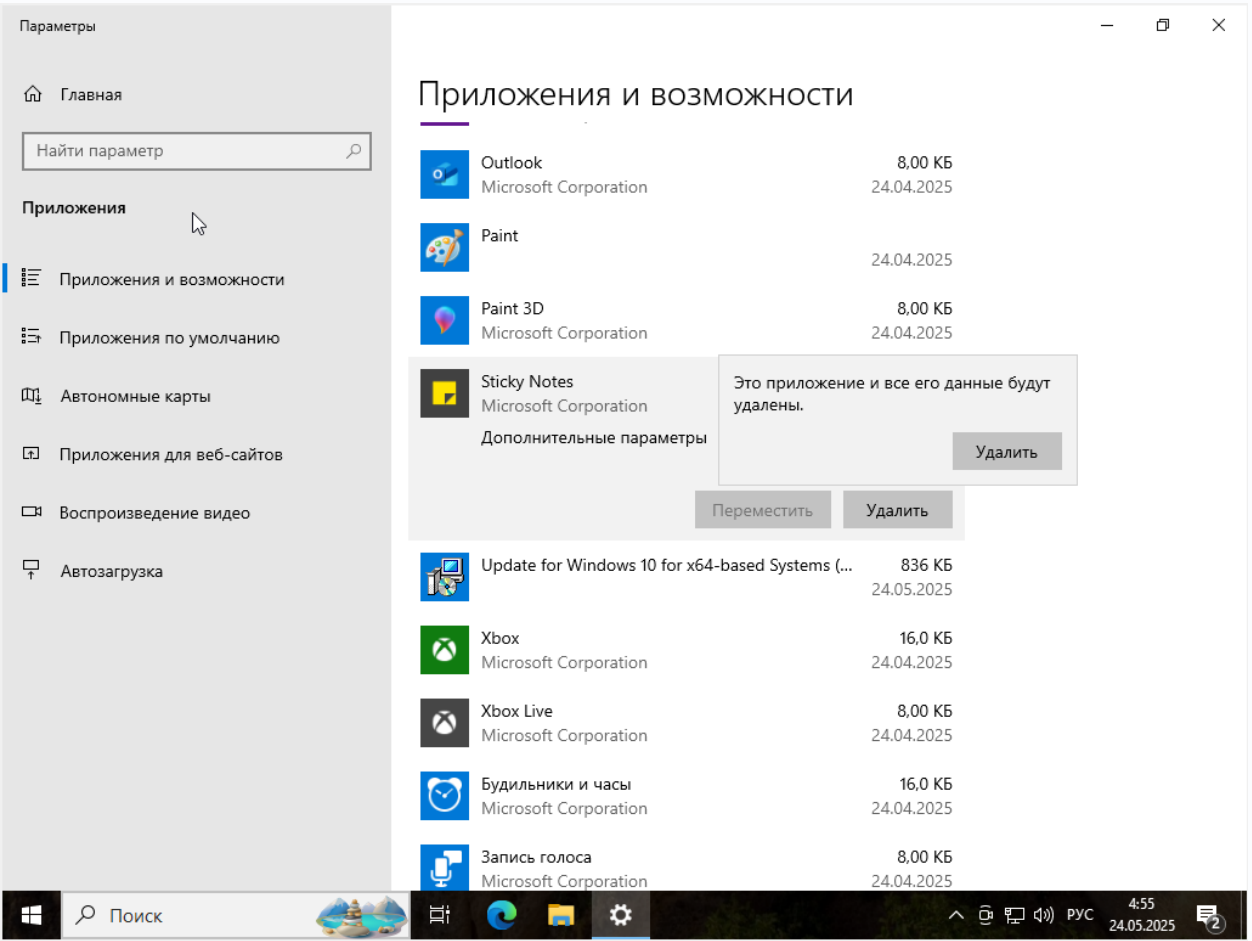 Параметры
Главная
Найти параметр
Приложения
Приложения и возможности
Приложения по умолчанию
Автономные карты
Приложения для веб-сайтов
Воспроизведение видео
Автозагрузка
Приложения и возможности
Outlook 8,00 КБ
Microsoft Corporation 24.04.2025
Paint
24.04.2025
Paint 3D 8,00 КБ
Microsoft Corporation 24.04.2025
Sticky Notes
Microsoft Corporation
Дополнительные параметры
Это приложение и все его данные будут
удалены.
Удалить
Переместить Удалить
Update for Windows 10 for x64-based Systems (... 836 КБ
24.05.2025
Xbox 16,0 КБ
Microsoft Corporation 24.04.2025
Xbox Live 8,00 КБ
Microsoft Corporation 24.04.2025
Будильники и часы 16,0 КБ
Microsoft Corporation 24.04.2025
Запись голоса 8,00 КБ
Microsoft Corporation 24.04.2025
Поиск
РУС
4:55
24.05.2025
2